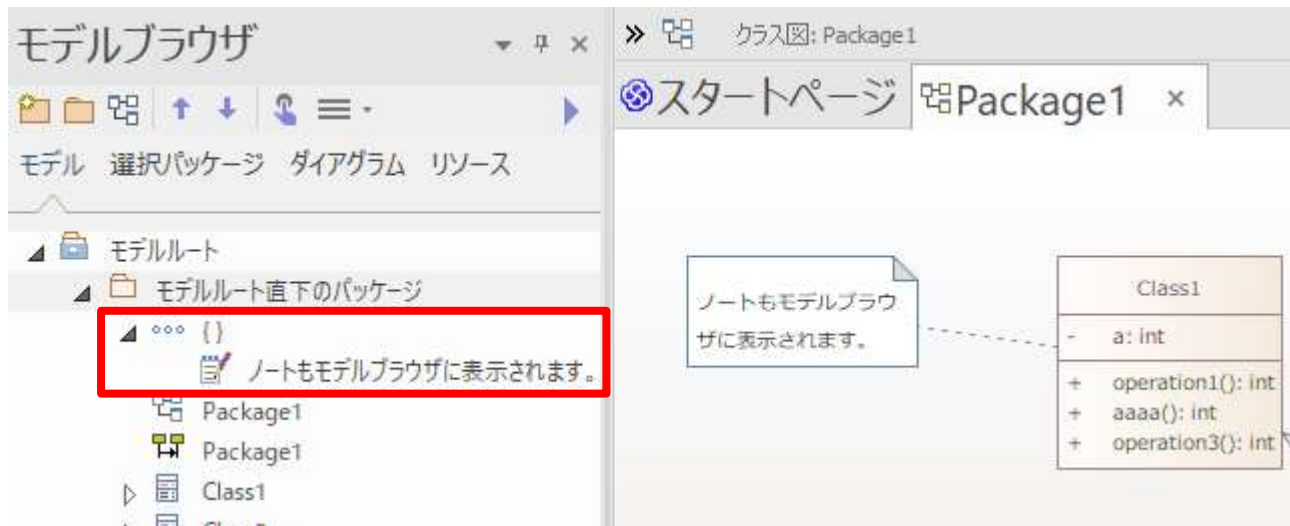 モデルブラウザ
モデル 選択パッケージ ダイアグラム リソース
モデルルート
モデルルート直下のパッケージ
{}
ノートもモデルブラウザに表示されます。
Package1
Package1
Class1
クラス図: Package1
スタートページ Package1
ノートもモデルブラウ
ザに表示されます。
Class1
- a: int
+ operation1(): int
+ aaaa(): int
+ operation3(): int